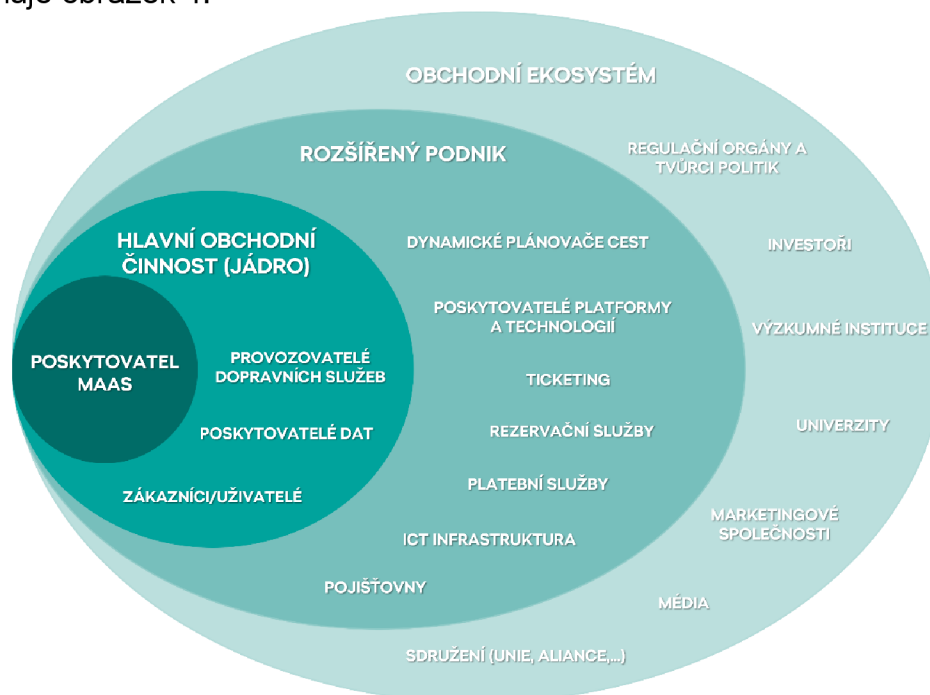 obrázek
OBCHODNÍ EKOSYSTÉM
ROZŠÍŘENÝ PODNIK
REGULAČNÍ ORGÁNY A
TVŮRCI POLITIK
HLAVNÍ OBCHODNÍ
ČINNOST (JÁDRO)
DYNAMICKÉ PLÁNOVAČE CEST
INVESTOŘI
POSKYTOVATELÉ PLATFORMY
A TECHNOLOGIÍ
VÝZKUMNÉ INSTITUCE
POSKYTOVATEL
MAAS
PROVOZOVATELÉ
DOPRAVNÍCH SLUŽEB
TICKETING
POSKYTOVATELÉ DAT
REZERVAČNÍ SLUŽBY
UNIVERZITY
ZÁKAZNÍCI/UŽIVATELÉ
PLATEBNÍ SLUŽBY
MARKETINGOVÉ
SPOLEČNOSTI
ICT INFRASTRUKTURA
POJIŠŤOVNY
MÉDIA
SDRUŽENÍ (UNIE, ALIANCE,...)